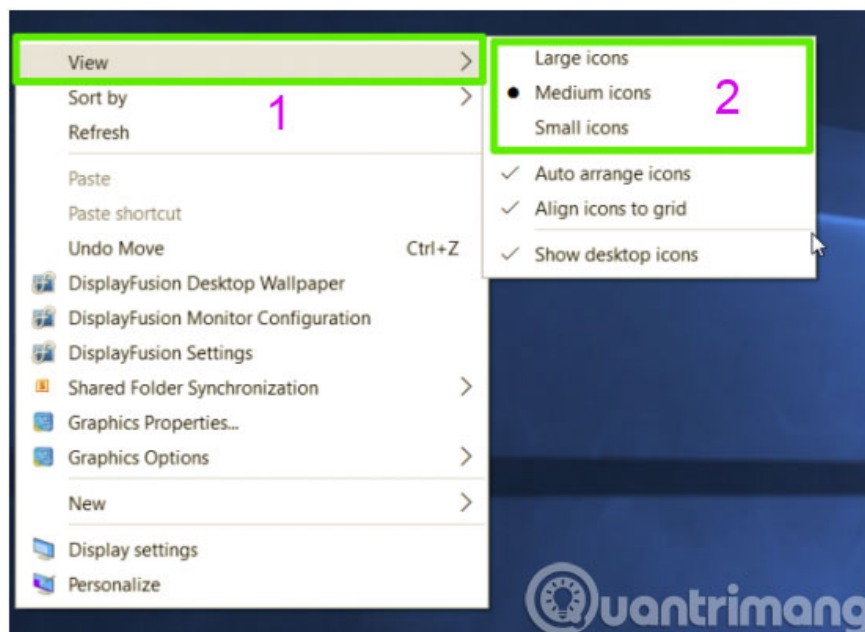 View
Sort by
Refresh
Paste
Paste shortcut
Undo Move Ctrl+Z
DisplayFusion Desktop Wallpaper
DisplayFusion Monitor Configuration
DisplayFusion Settings
Shared Folder Synchronization
Graphics Properties...
Graphics Options
New
Display settings
Personalize
1
Large icons
Medium icons
Small icons
2
Auto arrange icons
Align icons to grid
Show desktop icons
Quantrimang